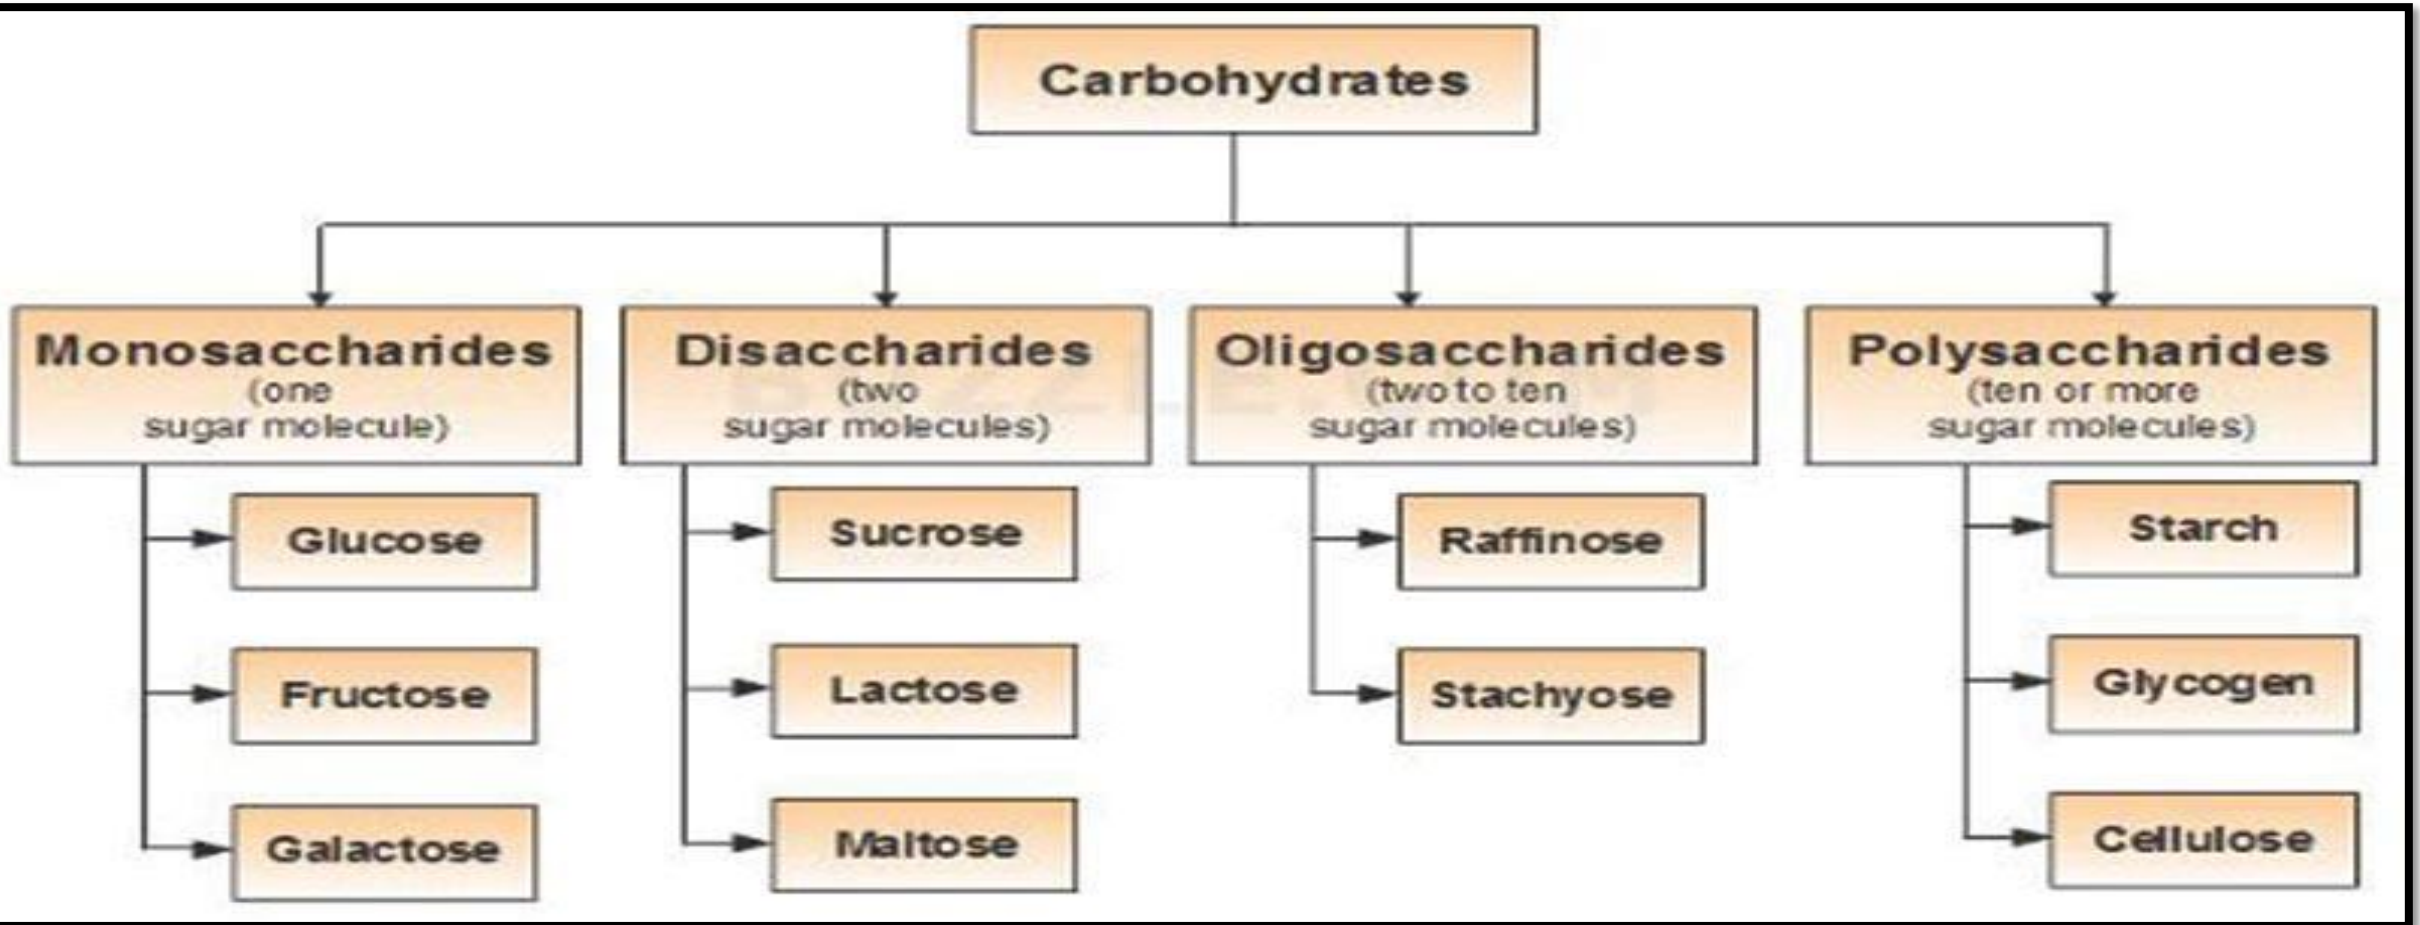 Carbohydrates
Monosaccharides
(one
sugar molecule)
Disaccharides
(two
sugar molecules)
Oligosaccharides
(two to ten
sugar molecules)
Polysaccharides
(ten or more
sugar molecules)
Glucose
Fructose
Galactose
Sucrose
Lactose
Maltose
Raffinose
Stachyose
Starch
Glycogen
Cellulose